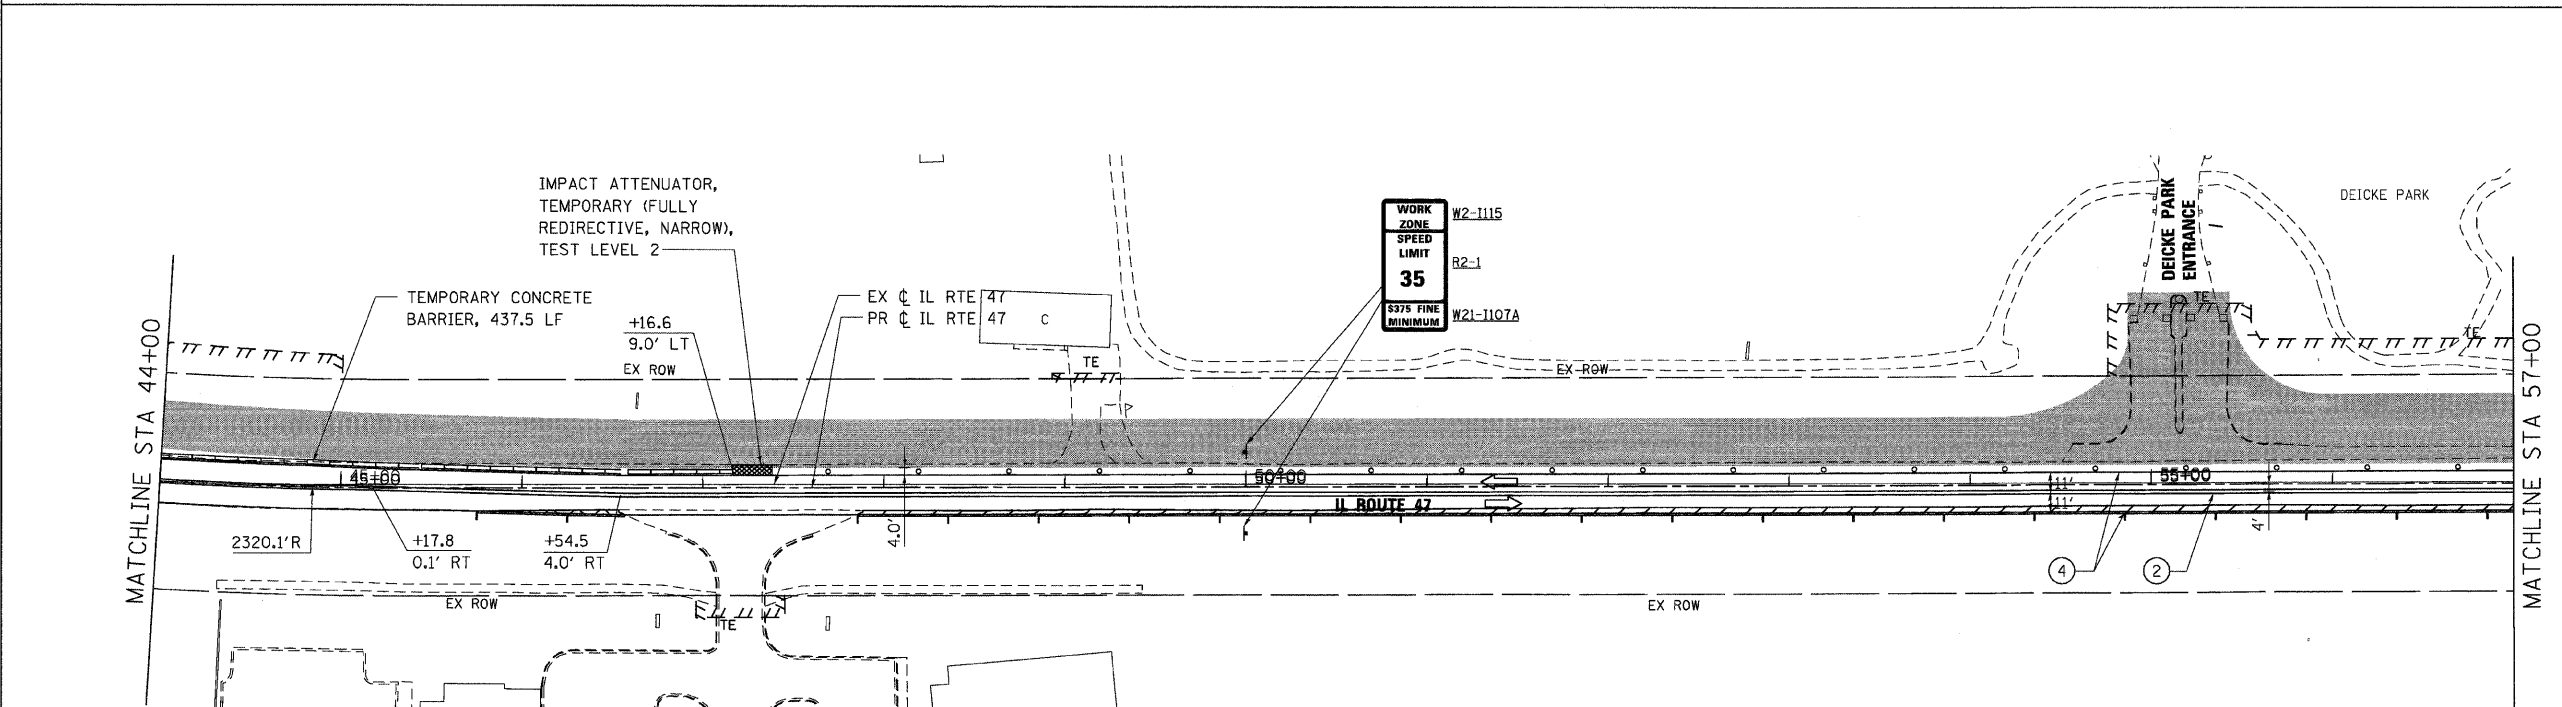 IMPACT ATTENUATOR,
TEMPORARY (FULLY
REDIRECTIVE, NARROW),
TEST LEVEL 2
TEMPORARY CONCRETE
BARRIER, 437.5 LF
+16.6
9.0' LT
EX ℄ IL RTE 47
PR ℄ IL RTE 47
C
TE
EX ROW
WORK
ZONE
SPEED
LIMIT
35
$375 FINE
MINIMUM
W2-I115
R2-1
W21-I107A
EX ROW
DEICKE PARK
ENTRANCE
TE
DEICKE PARK
TE
MATCHLINE STA 44+00
MATCHLINE STA 57+00
45+00
50+00
55+00
11'
11'
IL ROUTE 47
4.0'
4'
2320.1'R
+17.8
0.1' RT
+54.5
4.0' RT
4
2
EX ROW
TE
EX ROW